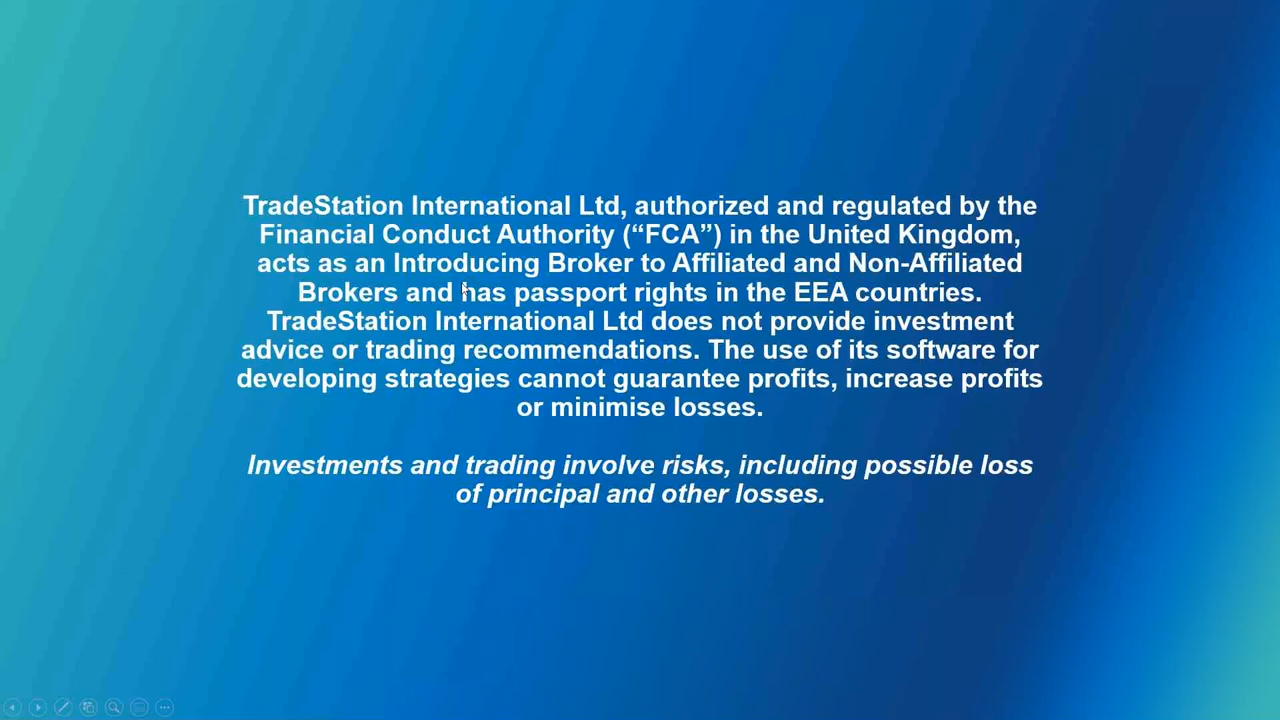 TradeStation International Ltd, authorized and regulated by the
Financial Conduct Authority (“FCA”) in the United Kingdom,
acts as an Introducing Broker to Affiliated and Non-Affiliated
Brokers and has passport rights in the EEA countries.
TradeStation International Ltd does not provide investment
advice or trading recommendations. The use of its software for
developing strategies cannot guarantee profits, increase profits
or minimise losses.
Investments and trading involve risks, including possible loss
of principal and other losses.